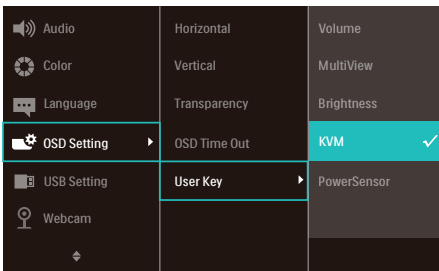 Audio
Horizontal
Volume
Color
Vertical
MultiView
Language
Transparency
Brightness
OSD Setting
OSD Time Out
KVM
USB Setting
User Key
PowerSensor
Webcam